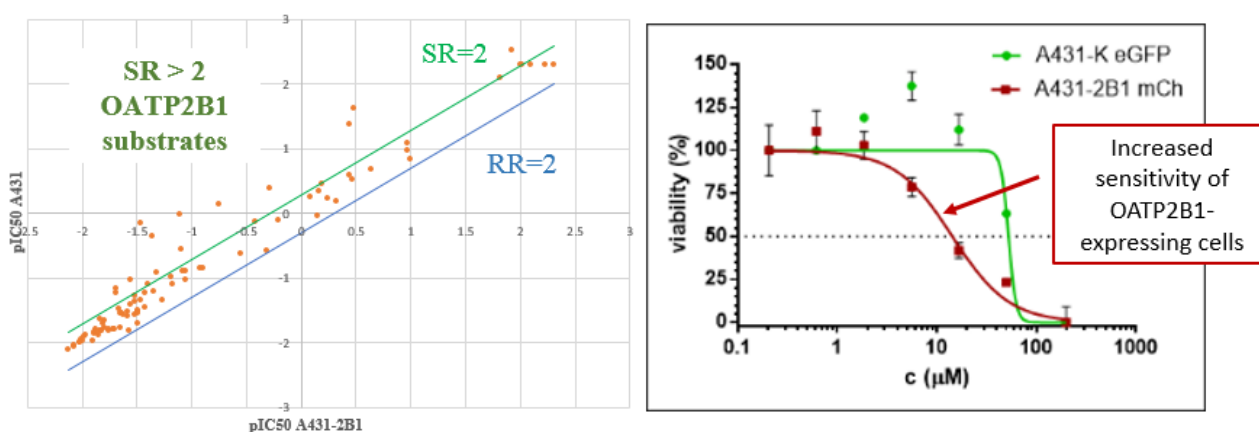 SR > 2
OATP2B1
substrates
SR=2
RR=2
3
2
1
0
-1
-2
-3
-2.5
-2
-1.5
-1
-0.5
0
0.5
1
1.5
2
2.5
3
pIC50 A431
pIC50 A431-2B1
A431-K eGFP
A431-2B1 mCh
150
125
100
75
50
25
0
viability (%)
0.1
1
10
100
1000
c (μM)
Increased
sensitivity of
OATP2B1-
expressing cells